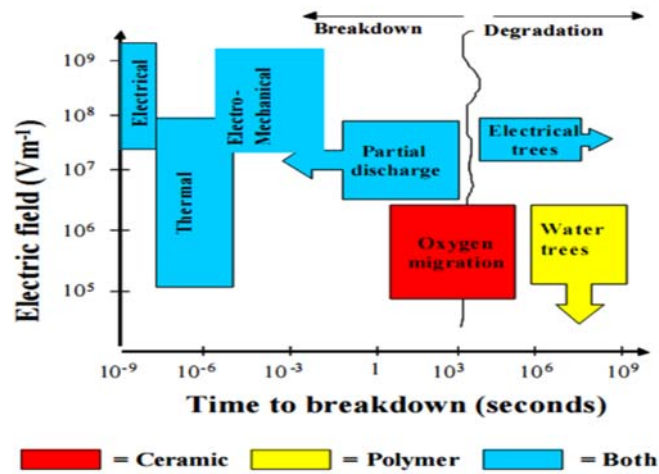 Breakdown
Degradation
10⁹
10⁸
10⁷
10⁶
10⁵
Electric field (Vm⁻¹)
Electrical
Thermal
Electro-
Mechanical
Partial
discharge
Electrical
trees
Oxygen
migration
Water
trees
10⁻⁹
10⁻⁶
10⁻³
1
10³
10⁶
10⁹
Time to breakdown (seconds)
= Ceramic
= Polymer
= Both